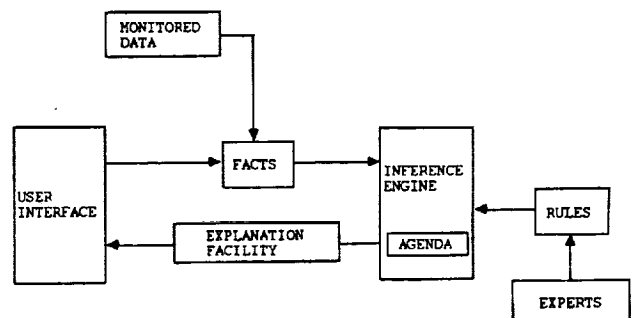 MONITORED
DATA
FACTS
USER
INTERFACE
INFERENCE
ENGINE
EXPLANATION
FACILITY
AGENDA
RULES
EXPERTS